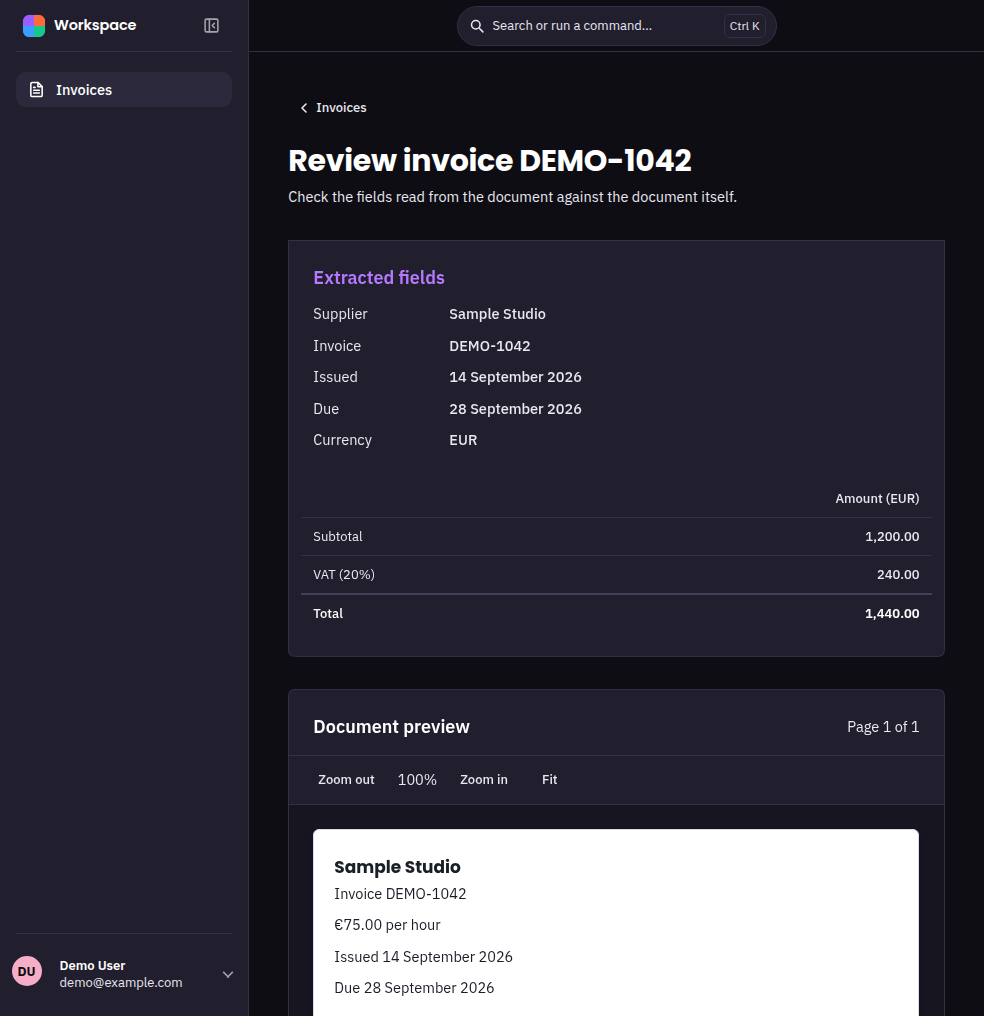 Workspace
Search or run a command...
Ctrl K
Invoices
Invoices
Review invoice DEMO-1042
Check the fields read from the document against the document itself.
Extracted fields
Supplier Sample Studio
Invoice DEMO-1042
Issued 14 September 2026
Due 28 September 2026
Currency EUR
Amount (EUR)
Subtotal 1,200.00
VAT (20%) 240.00
Total 1,440.00
Document preview Page 1 of 1
Zoom out 100% Zoom in Fit
Sample Studio
Invoice DEMO-1042
€75.00 per hour
Issued 14 September 2026
Due 28 September 2026
DU
Demo User
demo@example.com